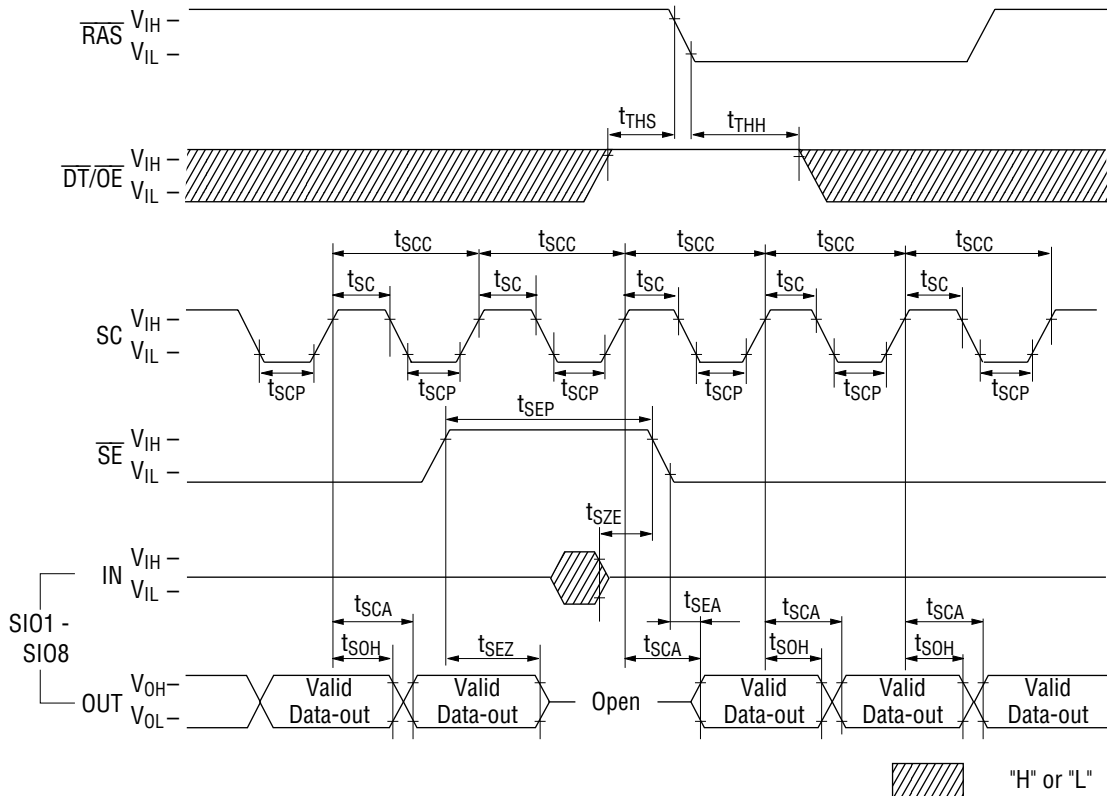 RAS VIH –
VIL –
tTHS tTHH
DT/OE VIH –
VIL –
tSCC tSCC tSCC tSCC tSCC
tSC tSC tSC tSC tSC
SC VIH –
VIL –
tSCP tSCP tSCP tSCP tSCP tSCP
tSEP
SE VIH –
VIL –
tSZE
IN VIH –
VIL –
SIO1 -
SIO8
tSCA tSEA tSCA tSCA
tSOH tSEZ tSCA tSOH tSOH
OUT VOH –
VOL –
Valid Data-out
Valid Data-out
Open
Valid Data-out
Valid Data-out
Valid Data-out
"H" or "L"